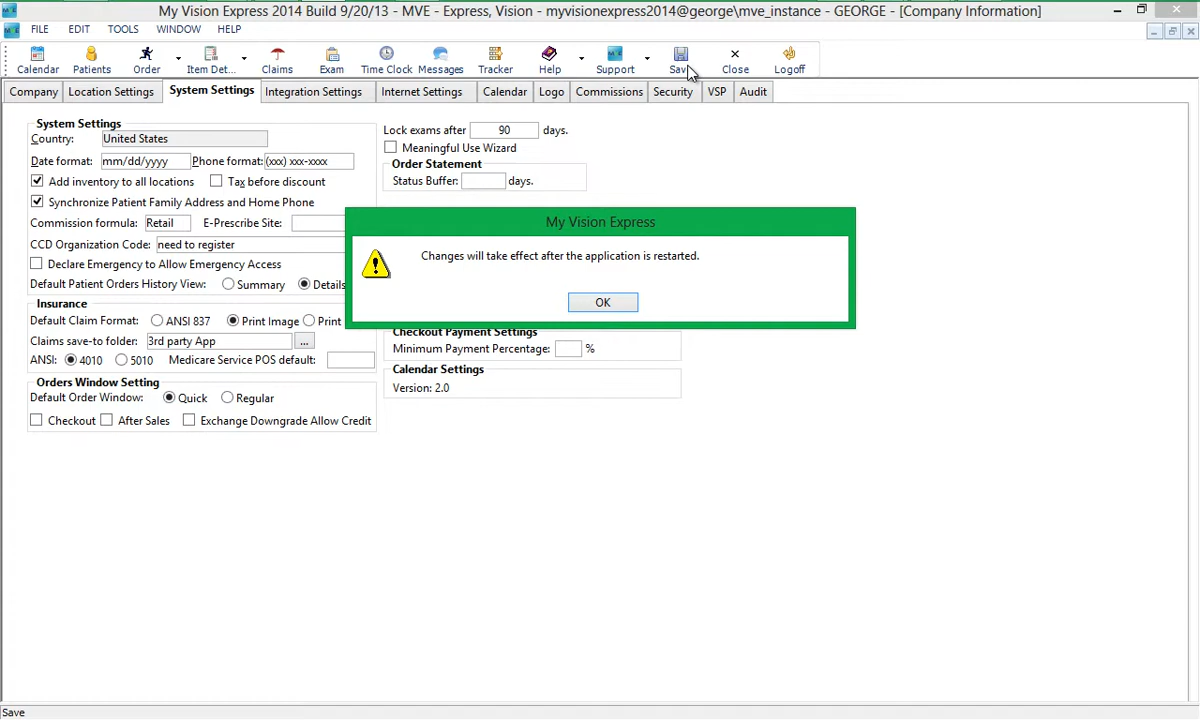 My Vision Express 2014 Build 9/20/13 - MVE - Express, Vision - myvisionexpress2014@george\mve_instance - GEORGE - [Company Information]
FILE EDIT TOOLS WINDOW HELP
Calendar Patients Order Item Det... Claims Exam Time Clock Messages Tracker Help Support Save Close Logoff
Company Location Settings System Settings Integration Settings Internet Settings Calendar Logo Commissions Security VSP Audit
System Settings
Country: United States
Date format: mm/dd/yyyy Phone format: (xxx) xxx-xxxx
Add inventory to all locations Tax before discount
Synchronize Patient Family Address and Home Phone
Commission formula: Retail E-Prescribe Site:
CCD Organization Code: need to register
Declare Emergency to Allow Emergency Access
Default Patient Orders History View: Summary Details
Insurance
Default Claim Format: ANSI 837 Print Image Print
Claims save-to folder: 3rd party App ...
ANSI: 4010 5010 Medicare Service POS default:
Orders Window Setting
Default Order Window: Quick Regular
Checkout After Sales Exchange Downgrade Allow Credit
Lock exams after 90 days.
Meaningful Use Wizard
Order Statement
Status Buffer: days.
My Vision Express
Changes will take effect after the application is restarted.
OK
Checkout Payment Settings
Minimum Payment Percentage: %
Calendar Settings
Version: 2.0
Save